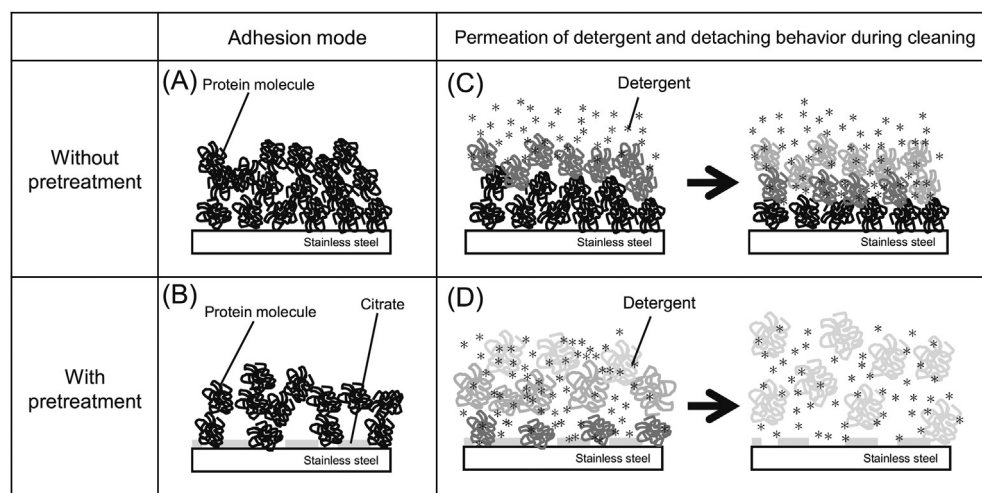 Adhesion mode
Permeation of detergent and detaching behavior during cleaning
Without
pretreatment
(A)
Protein molecule
Stainless steel
(C)
Detergent
Stainless steel
Stainless steel
With
pretreatment
(B)
Protein molecule
Citrate
Stainless steel
(D)
Detergent
Stainless steel
Stainless steel